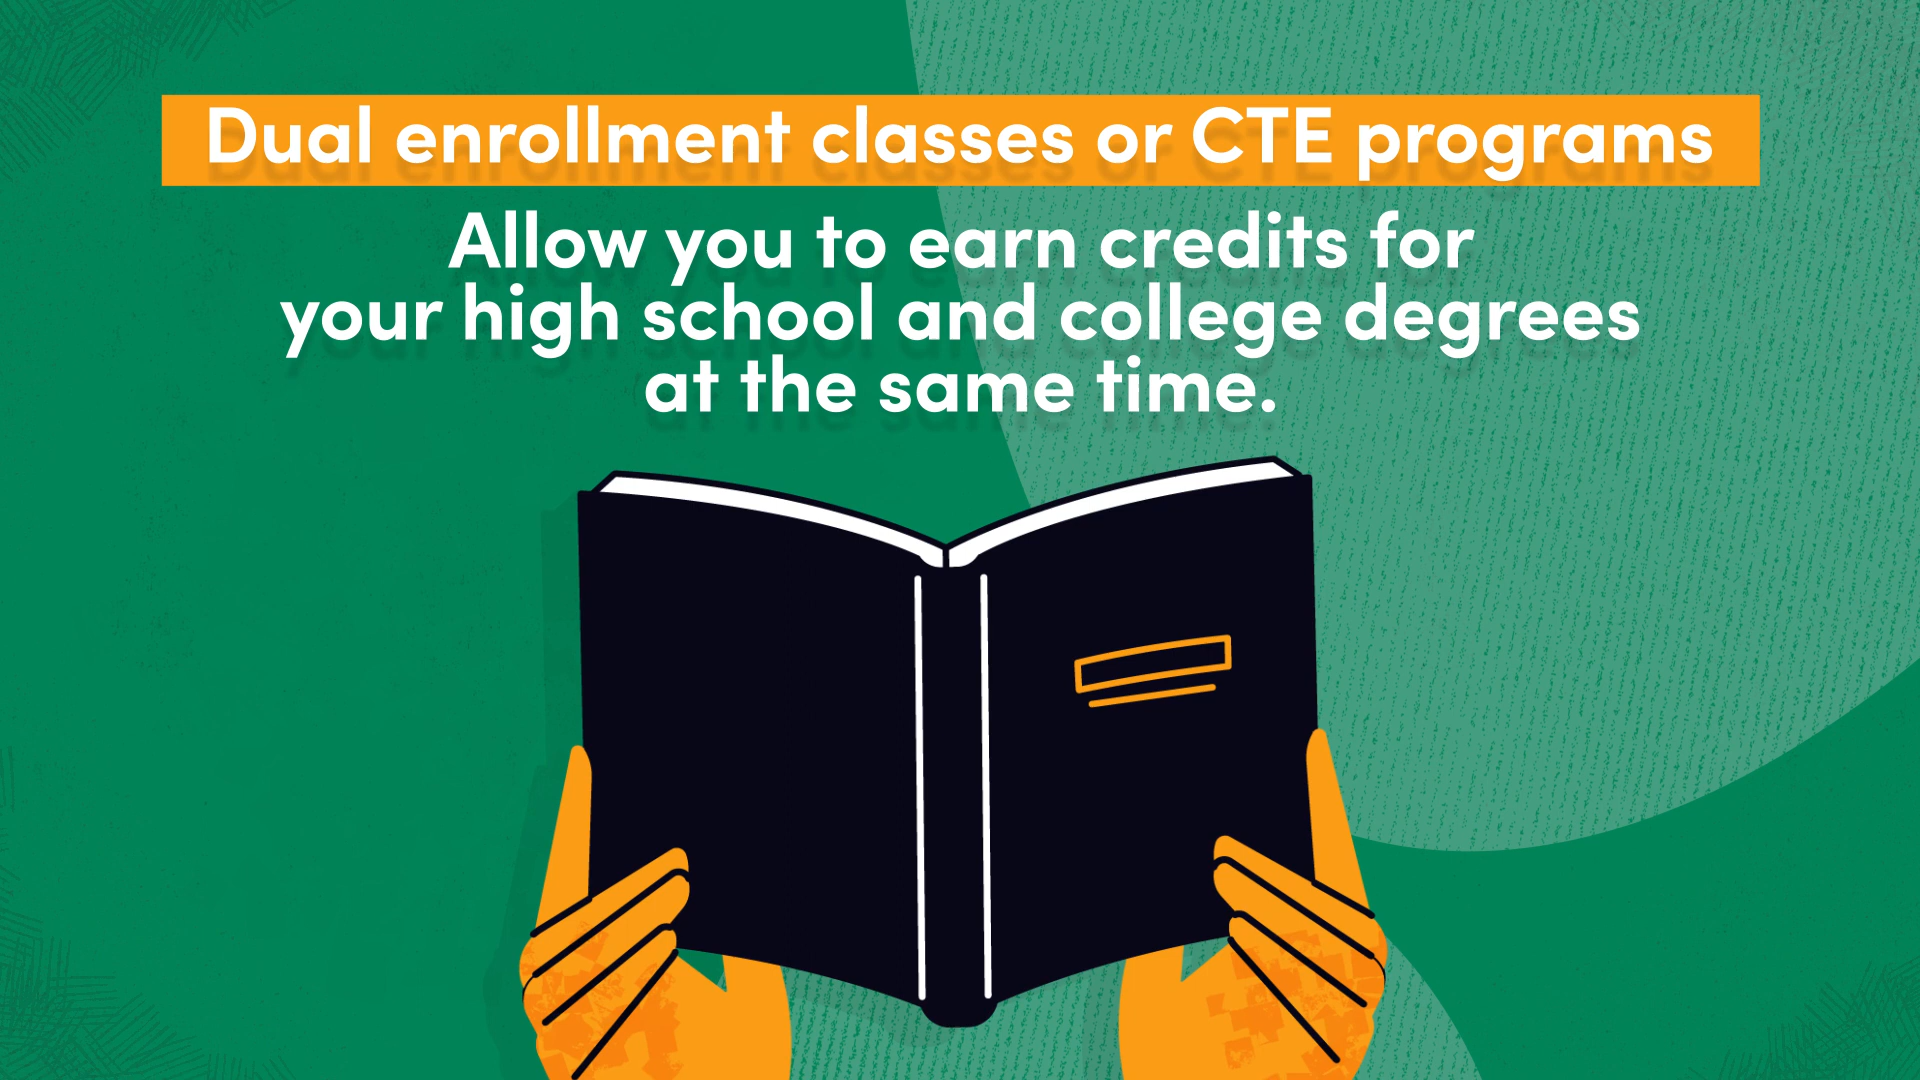 Dual enrollment classes or CTE programs
Allow you to earn credits for
your high school and college degrees
at the same time.